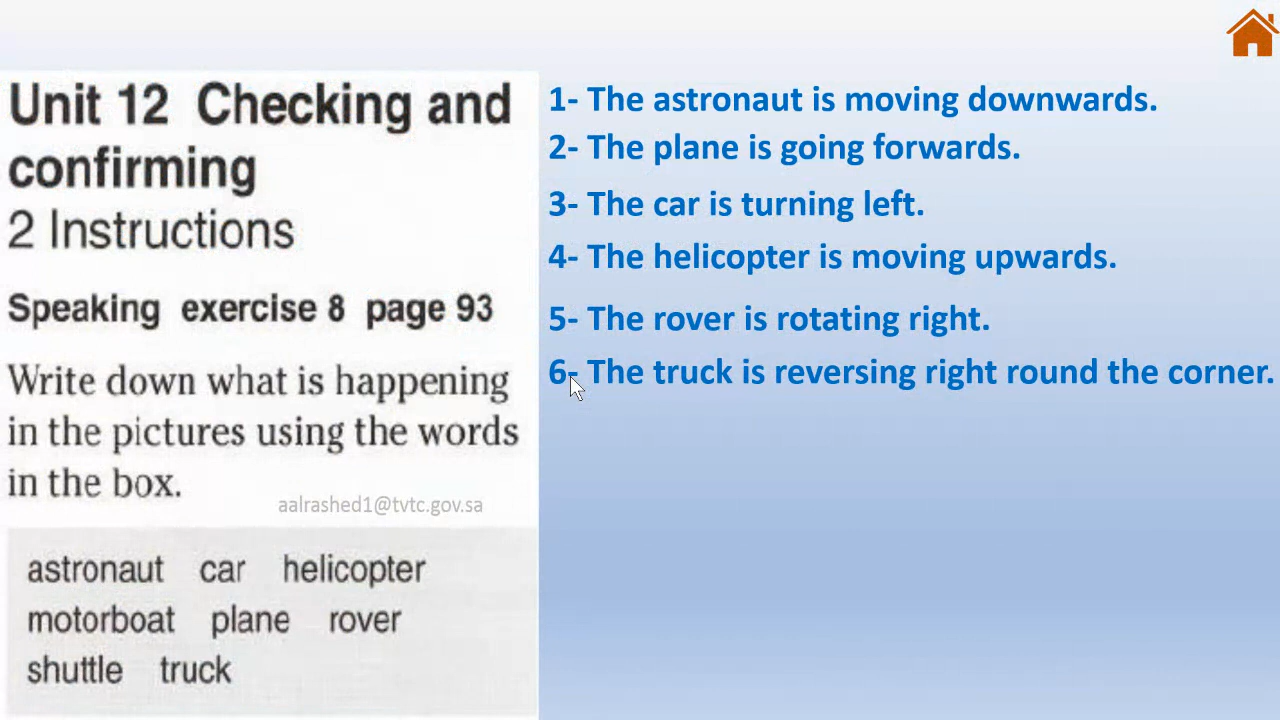 Unit 12 Checking and
confirming
2 Instructions
Speaking exercise 8 page 93
Write down what is happening
in the pictures using the words
in the box.
aalrashed1@tvtc.gov.sa
astronaut car helicopter
motorboat plane rover
shuttle truck
1- The astronaut is moving downwards.
2- The plane is going forwards.
3- The car is turning left.
4- The helicopter is moving upwards.
5- The rover is rotating right.
6- The truck is reversing right round the corner.